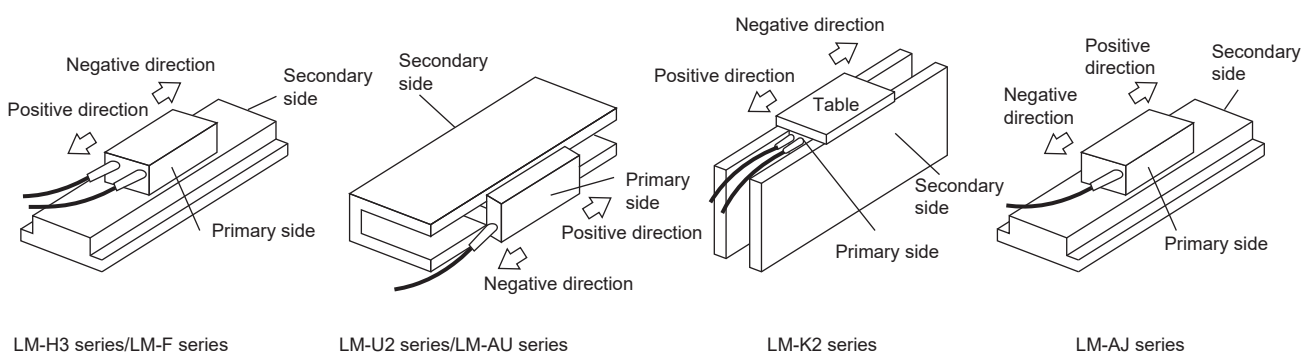 Negative direction
Positive direction
Secondary
side
Primary side
LM-H3 series/LM-F series
Secondary
side
Primary
side
Positive direction
Negative direction
LM-U2 series/LM-AU series
Negative direction
Positive direction
Table
Secondary
side
Primary side
LM-K2 series
Positive
direction
Negative
direction
Secondary
side
Primary side
LM-AJ series